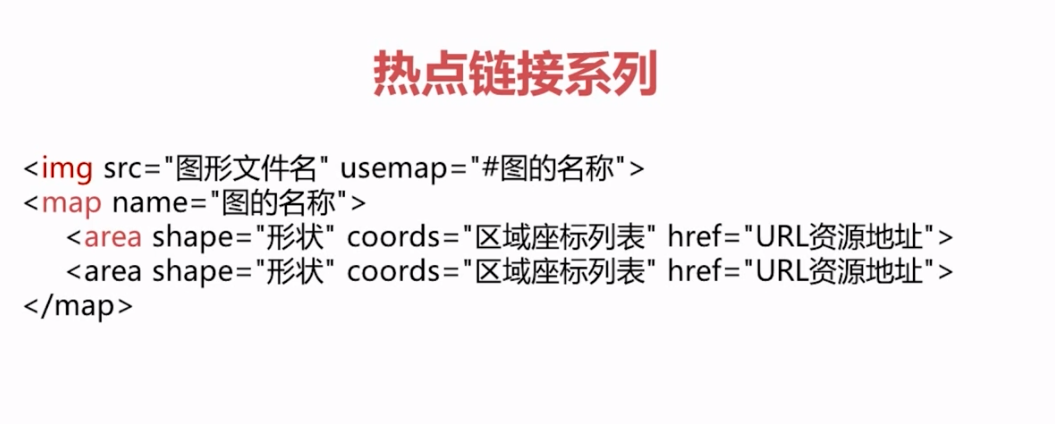 热点链接系列
<img src="图形文件名" usemap="#图的名称">
<map name="图的名称">
<area shape="形状" coords="区域座标列表" href="URL资源地址">
<area shape="形状" coords="区域座标列表" href="URL资源地址">
</map>